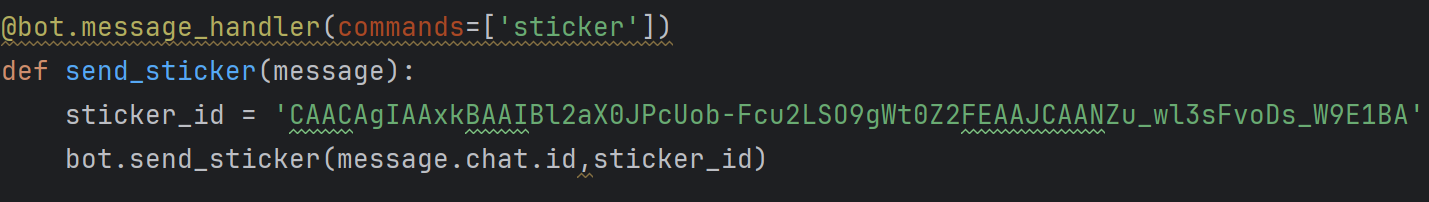 @bot.message_handler(commands=['sticker'])
def send_sticker(message):
    sticker_id = 'CAACAgIAAxkBAAIBl2aX0JPcUob-Fcu2LSO9gWt0Z2FEAAJCAANZu_wl3sFvoDs_W9E1BA'
    bot.send_sticker(message.chat.id,sticker_id)